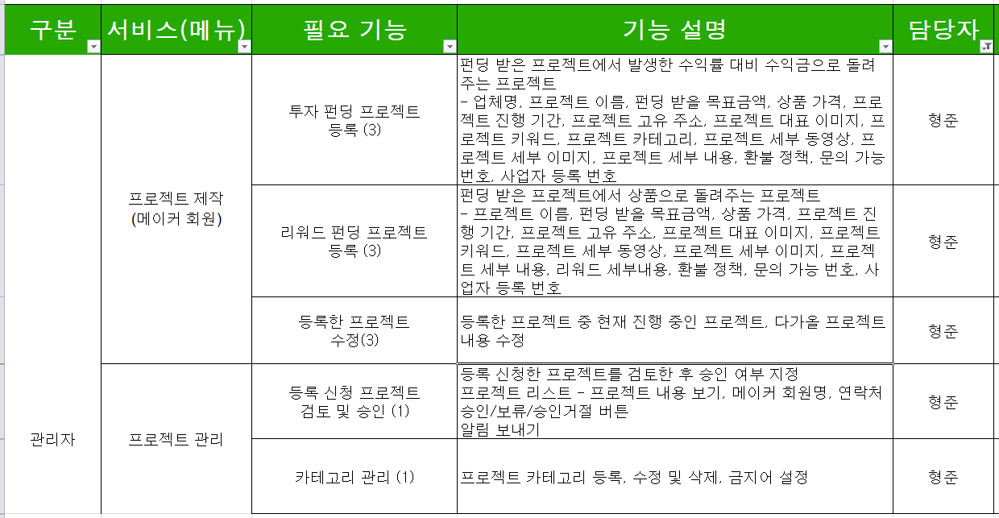 구분
서비스(메뉴)
필요 기능
기능 설명
담당자
프로젝트 제작
(메이커 회원)
투자 펀딩 프로젝트
등록 (3)
펀딩 받은 프로젝트에서 발생한 수익률 대비 수익금으로 돌려
주는 프로젝트
- 업체명, 프로젝트 이름, 펀딩 받을 목표금액, 상품 가격, 프로
젝트 진행 기간, 프로젝트 고유 주소, 프로젝트 대표 이미지, 프
로젝트 키워드, 프로젝트 카테고리, 프로젝트 세부 동영상, 프
로젝트 세부 이미지, 프로젝트 세부 내용, 환불 정책, 문의 가능
번호, 사업자 등록 번호
형준
리워드 펀딩 프로젝트
등록 (3)
펀딩 받은 프로젝트에서 상품으로 돌려주는 프로젝트
- 프로젝트 이름, 펀딩 받을 목표금액, 상품 가격, 프로젝트 진
행 기간, 프로젝트 고유 주소, 프로젝트 대표 이미지, 프로젝트
키워드, 프로젝트 세부 동영상, 프로젝트 세부 이미지, 프로젝
트 세부 내용, 리워드 세부내용, 환불 정책, 문의 가능 번호, 사
업자 등록 번호
형준
등록한 프로젝트
수정(3)
등록한 프로젝트 중 현재 진행 중인 프로젝트, 다가올 프로젝트
내용 수정
형준
관리자
프로젝트 관리
등록 신청 프로젝트
검토 및 승인 (1)
등록 신청한 프로젝트를 검토한 후 승인 여부 지정
프로젝트 리스트 - 프로젝트 내용 보기, 메이커 회원명, 연락처
승인/보류/승인거절 버튼
알림 보내기
형준
카테고리 관리 (1)
프로젝트 카테고리 등록, 수정 및 삭제, 금지어 설정
형준